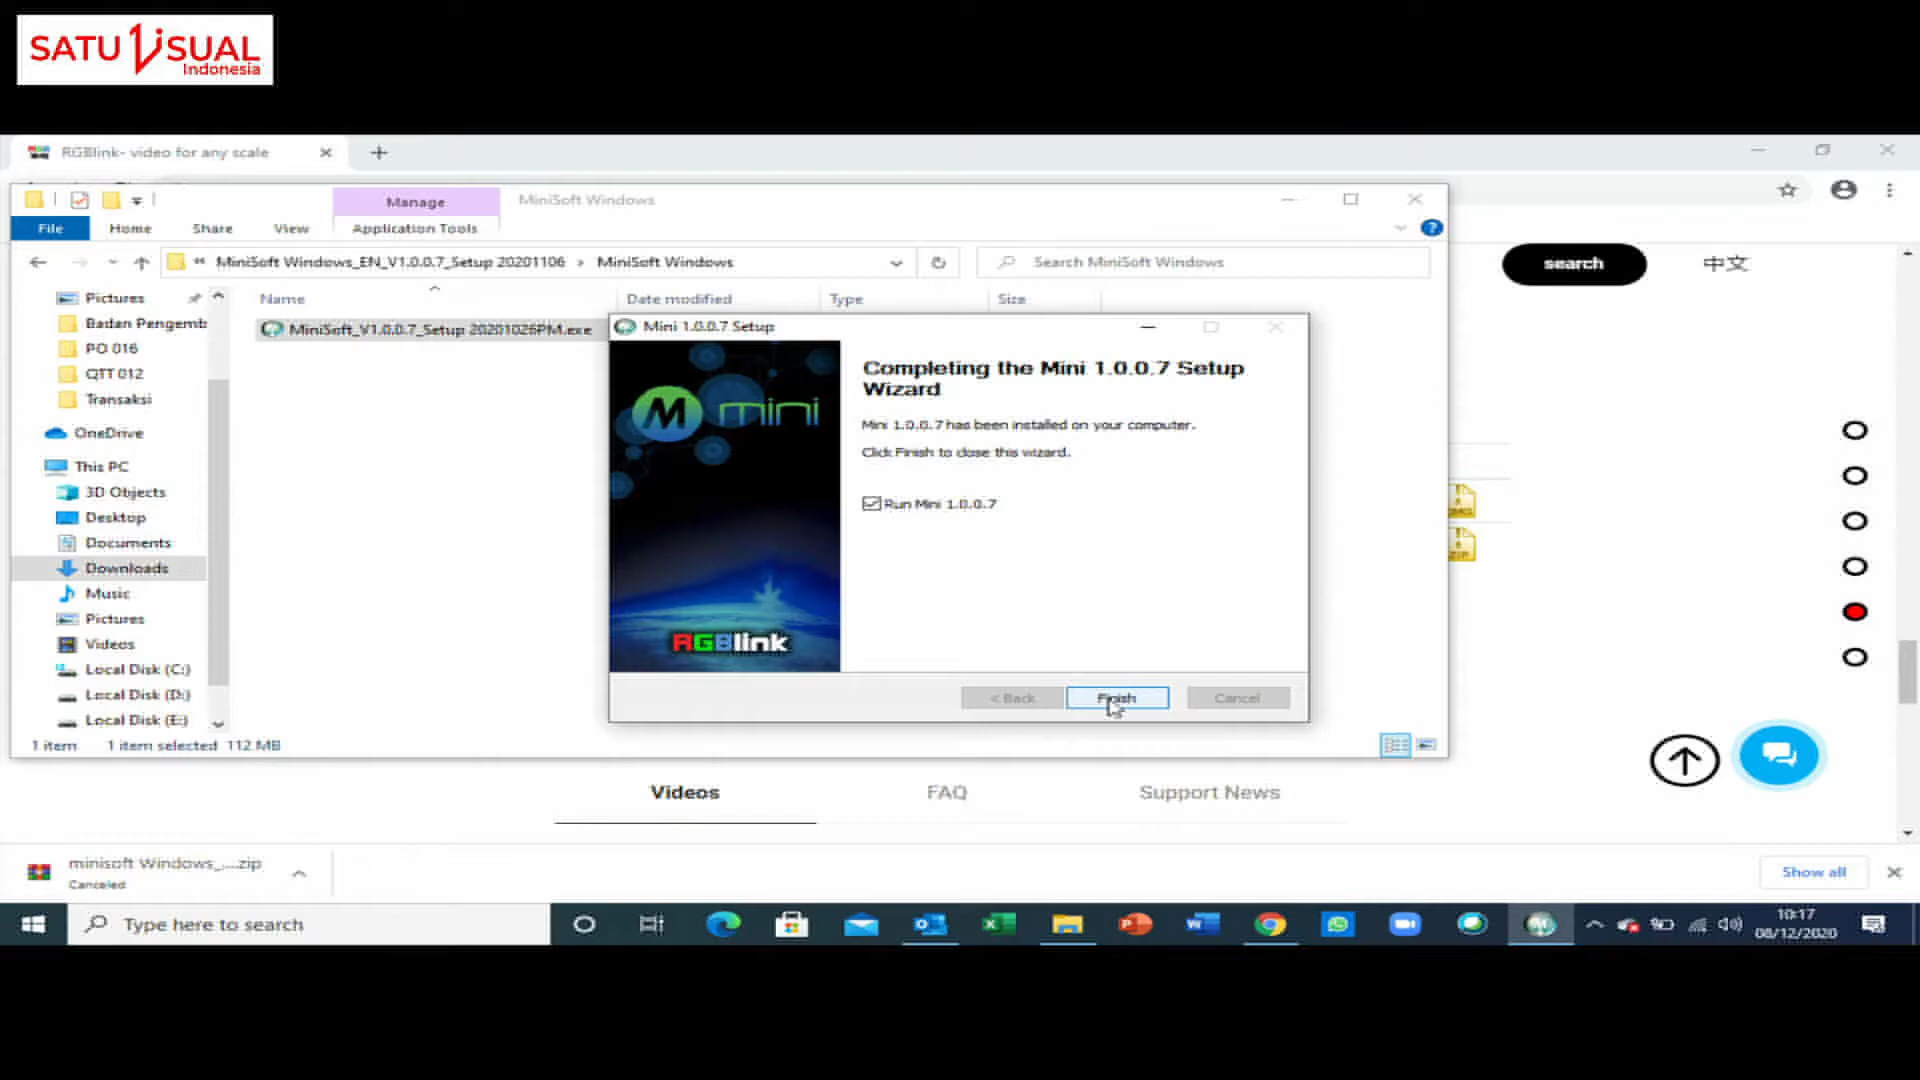 SATU VISUAL
Indonesia
RGBlink- video for any scale
Manage
MiniSoft Windows
File
Home
Share
View
Application Tools
MiniSoft Windows_EN_V1.0.0.7_Setup 20201106 › MiniSoft Windows
Search MiniSoft Windows
search
中文
Name
Date modified
Type
Size
Pictures
Badan Pengemb
PO 016
QTT 012
Transaksi
OneDrive
This PC
3D Objects
Desktop
Documents
Downloads
Music
Pictures
Videos
Local Disk (C:)
Local Disk (D:)
Local Disk (E:)
MiniSoft_V1.0.0.7_Setup 20201026PM.exe
Mini 1.0.0.7 Setup
M mini
RGBlink
Completing the Mini 1.0.0.7 Setup
Wizard
Mini 1.0.0.7 has been installed on your computer.
Click Finish to close this wizard.
Run Mini 1.0.0.7
< Back
Finish
Cancel
ZIP
1 item
1 item selected 112 MB
Videos
FAQ
Support News
minisoft Windows_....zip
Canceled
Show all
Type here to search
10:17
08/12/2020